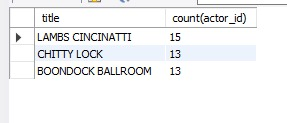 title count(actor_id)
LAMBS CINCINATTI 15
CHITTY LOCK 13
BOONDOCK BALLROOM 13